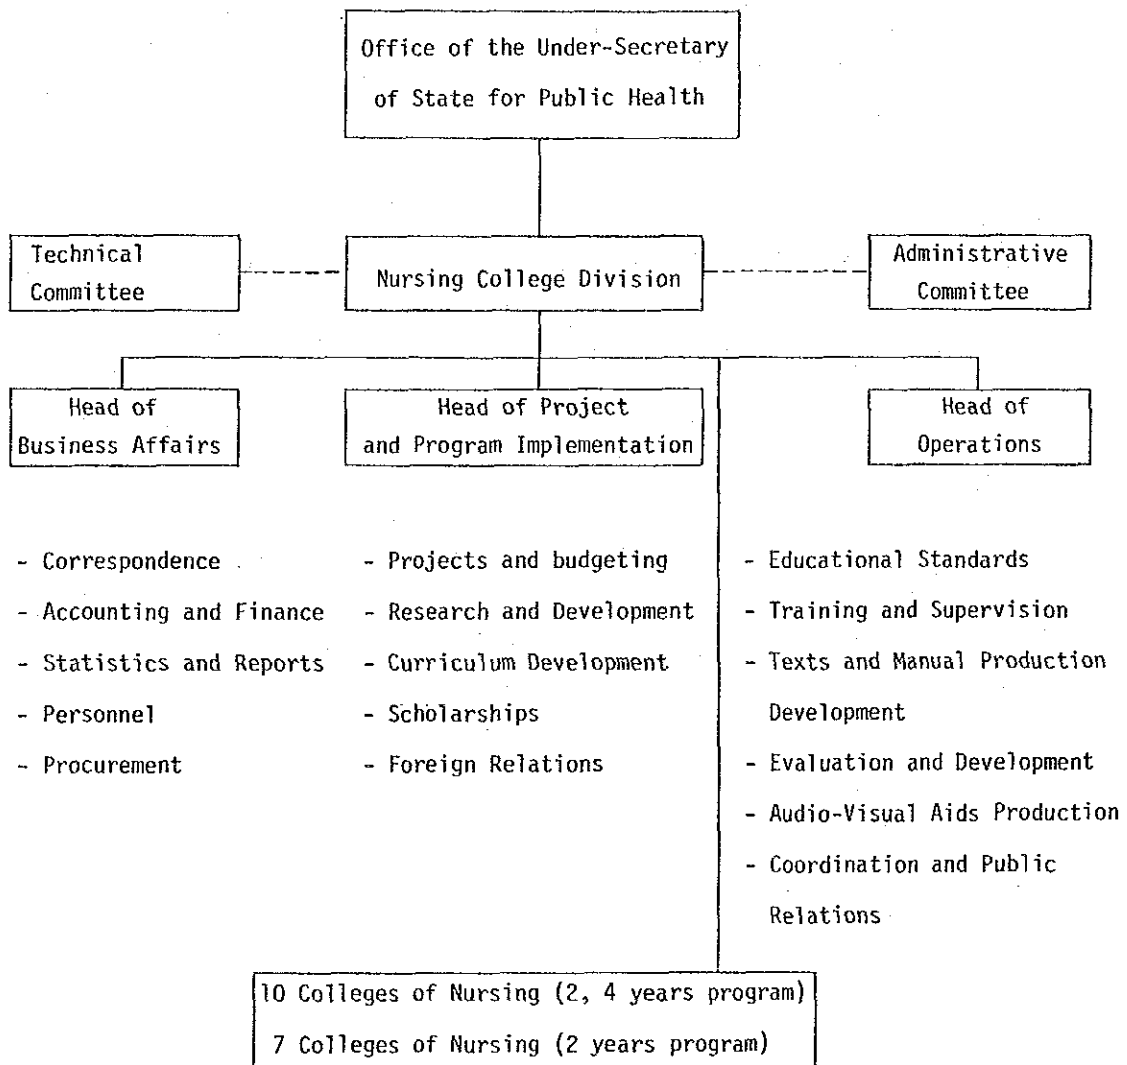 Office of the Under-Secretary
of State for Public Health
Technical
Committee
Nursing College Division
Administrative
Committee
Head of
Business Affairs
Head of Project
and Program Implementation
Head of
Operations
- Correspondence
- Accounting and Finance
- Statistics and Reports
- Personnel
- Procurement
- Projects and budgeting
- Research and Development
- Curriculum Development
- Scholarships
- Foreign Relations
- Educational Standards
- Training and Supervision
- Texts and Manual Production
Development
- Evaluation and Development
- Audio-Visual Aids Production
- Coordination and Public
Relations
10 Colleges of Nursing (2, 4 years program)
7 Colleges of Nursing (2 years program)